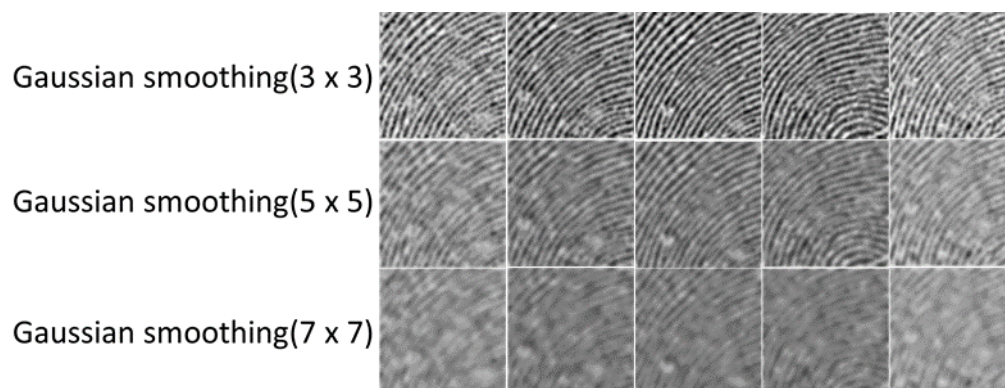 Gaussian smoothing(3 x 3)
Gaussian smoothing(5 x 5)
Gaussian smoothing(7 x 7)